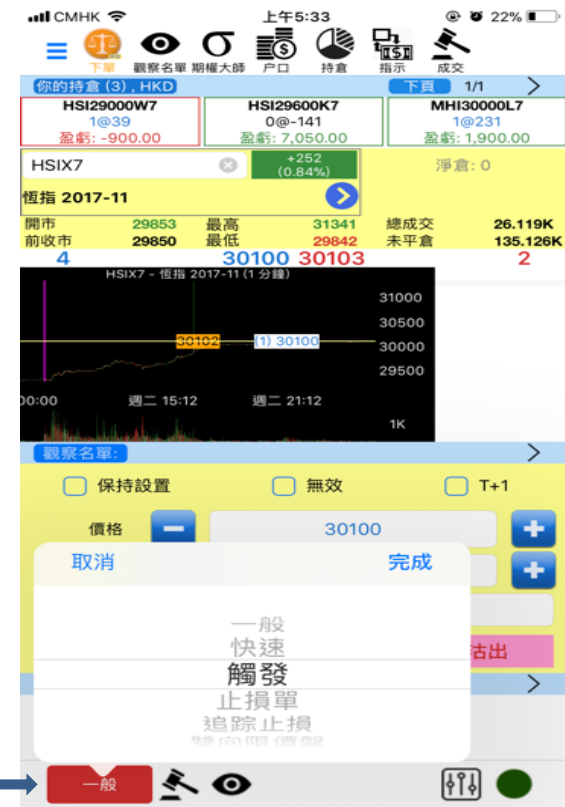 CMHK 上午5:33 22%
下單 觀察名單 期權大師 户口 持倉 指示 成交
你的持倉 (3) , HKD) 下頁 1/1
HSI29000W7 HSI29600K7 MHI30000L7
1@39 0@-141 1@231
盈虧: -900.00 盈虧: 7,050.00 盈虧: 1,900.00
HSIX7 +252 淨倉: 0
(0.84%)
恆指 2017-11
開市 29853 最高 31341 總成交 26.119K
前收市 29850 最低 29842 未平倉 135.126K
4 30100 30103 2
HSIX7 - 恆指 2017-11 (1 分鐘)
31000
30500
30102 (1) 30100 30000
29500
00:00 週二 15:12 週二 21:12
1K
觀察名單:
保持設置 無效 T+1
價格 30100
取消 完成
一般
快速 沽出
觸發
止損單
追踪止損
雙向限價盤
一般